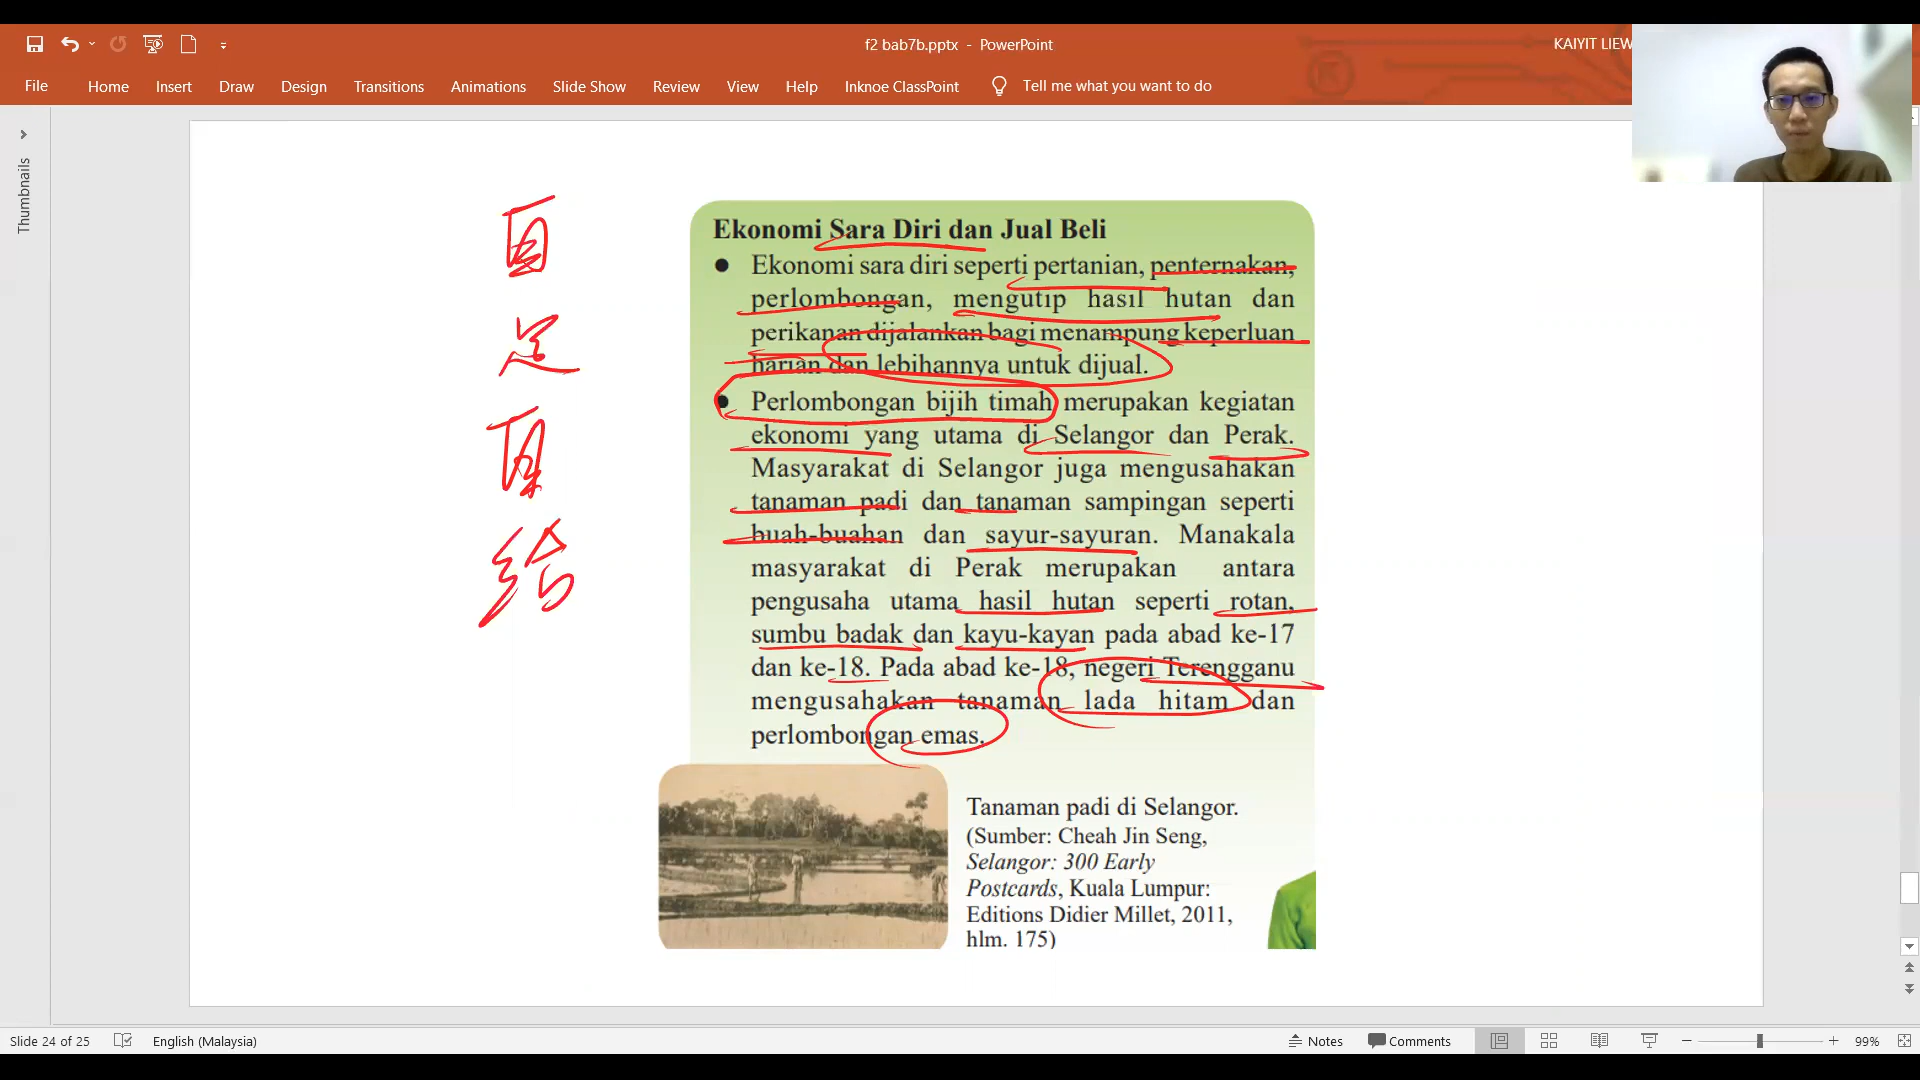 f2 bab7b.pptx - PowerPoint
KAIYIT LIEW
File Home Insert Draw Design Transitions Animations Slide Show Review View Help Inknoe ClassPoint Tell me what you want to do
Thumbnails
自
足
自
给
Ekonomi Sara Diri dan Jual Beli
● Ekonomi sara diri seperti pertanian, penternakan,
perlombongan, mengutip hasil hutan dan
perikanan dijalankan bagi menampung keperluan
harian dan lebihannya untuk dijual.
● Perlombongan bijih timah merupakan kegiatan
ekonomi yang utama di Selangor dan Perak.
Masyarakat di Selangor juga mengusahakan
tanaman padi dan tanaman sampingan seperti
buah-buahan dan sayur-sayuran. Manakala
masyarakat di Perak merupakan antara
pengusaha utama hasil hutan seperti rotan,
sumbu badak dan kayu-kayan pada abad ke-17
dan ke-18. Pada abad ke-18, negeri Terengganu
mengusahakan tanaman lada hitam dan
perlombongan emas.
Tanaman padi di Selangor.
(Sumber: Cheah Jin Seng,
Selangor: 300 Early
Postcards, Kuala Lumpur:
Editions Didier Millet, 2011,
hlm. 175)
Slide 24 of 25 English (Malaysia) Notes Comments 99%